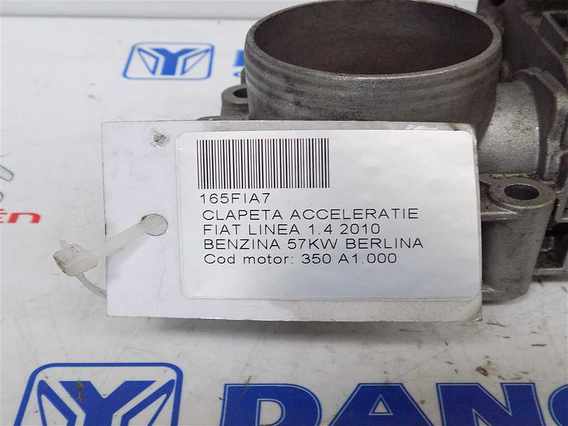 165FIA7
CLAPETA ACCELERATIE
FIAT LINEA 1.4 2010
BENZINA 57KW BERLINA
Cod motor: 350 A1.000
DANS